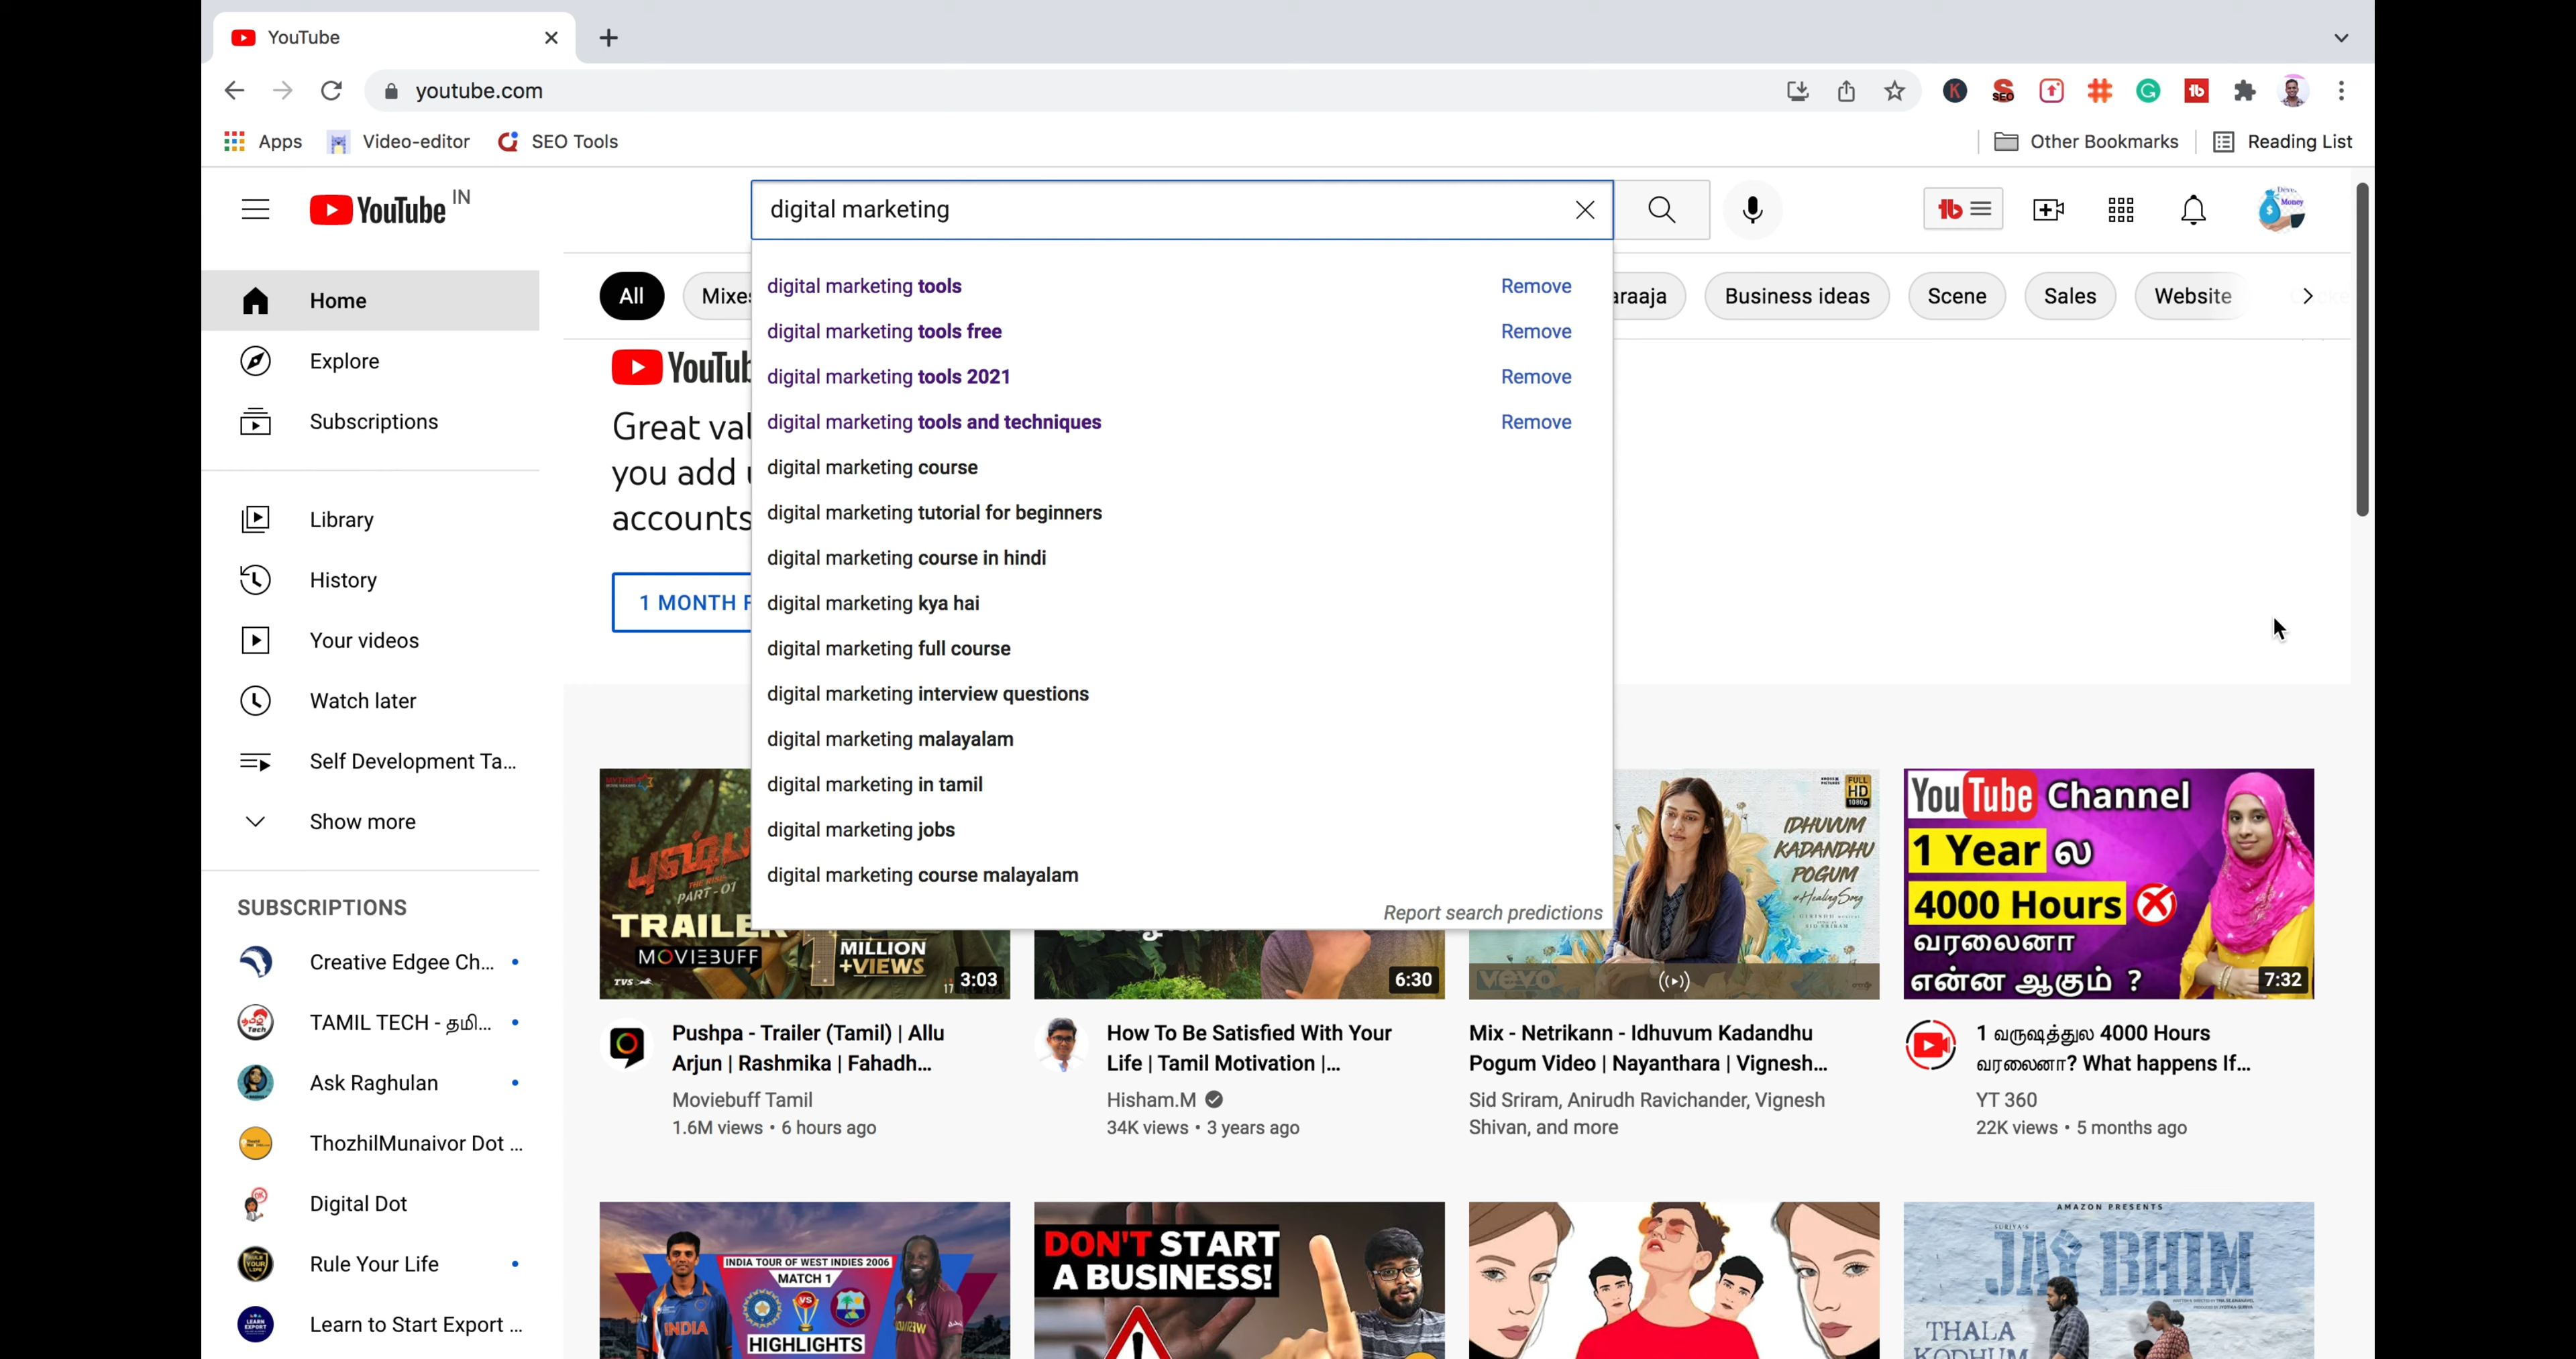 YouTube
youtube.com
Apps
Video-editor
SEO Tools
Other Bookmarks
Reading List
YouTube IN
digital marketing
Home
Explore
Subscriptions
Library
History
Your videos
Watch later
Self Development Ta...
Show more
SUBSCRIPTIONS
Creative Edgee Ch...
TAMIL TECH - தமி...
Ask Raghulan
ThozhilMunaivor Dot ...
Digital Dot
Rule Your Life
Learn to Start Export ...
All
Business ideas
Scene
Sales
Website
Great
you add
accounts
1 MONTH
digital marketing tools Remove
digital marketing tools free Remove
digital marketing tools 2021 Remove
digital marketing tools and techniques Remove
digital marketing course
digital marketing tutorial for beginners
digital marketing course in hindi
digital marketing kya hai
digital marketing full course
digital marketing interview questions
digital marketing malayalam
digital marketing in tamil
digital marketing jobs
digital marketing course malayalam
Report search predictions
PART-01
MOVIEBUFF
1 MILLION
+VIEWS
TVS
3:03
6:30
FULL
HD
1080p
IDHUVUM
KADANDHU
POGUM
#HealingSong
vevo
YouTube Channel
1 Year ல
4000 Hours
வரலைனா
என்ன ஆகும் ?
7:32
Pushpa - Trailer (Tamil) | Allu
Arjun | Rashmika | Fahadh...
Moviebuff Tamil
1.6M views • 6 hours ago
How To Be Satisfied With Your
Life | Tamil Motivation |...
Hisham.M
34K views • 3 years ago
Mix - Netrikann - Idhuvum Kadandhu
Pogum Video | Nayanthara | Vignesh...
Sid Sriram, Anirudh Ravichander, Vignesh
Shivan, and more
1 வருஷத்துல 4000 Hours
வரலைனா? What happens If...
YT 360
22K views • 5 months ago
INDIA TOUR OF WEST INDIES 2006
MATCH 1
VS
INDIA
HIGHLIGHTS
DON'T START
A BUSINESS!
AMAZON PRESENTS
SURIYA'S
JAI BHIM
THALA
KODHUM